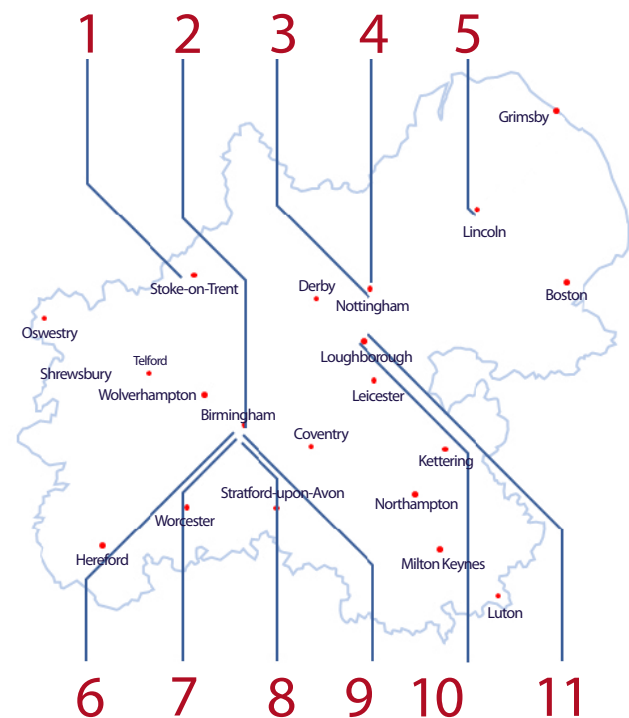 1 2 3 4 5
Grimsby
Lincoln
Stoke-on-Trent
Derby
Nottingham
Boston
Oswestry
Loughborough
Telford
Shrewsbury
Wolverhampton
Leicester
Birmingham
Coventry
Kettering
Stratford-upon-Avon
Northampton
Worcester
Hereford
Milton Keynes
Luton
6 7 8 9 10 11